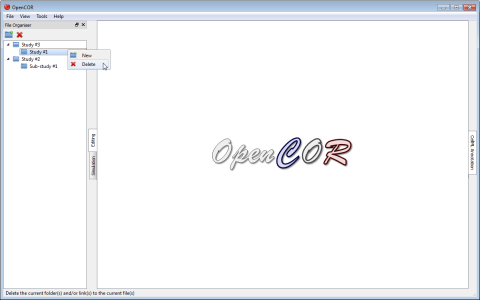 OpenCOR
File View Tools Help
File Organiser
Study #3
Study #1
New
Delete
Study #2
Sub-study #1
Editing
Simulation
OpenCOR
CellML Annotation
Delete the current folder(s) and/or link(s) to the current file(s)